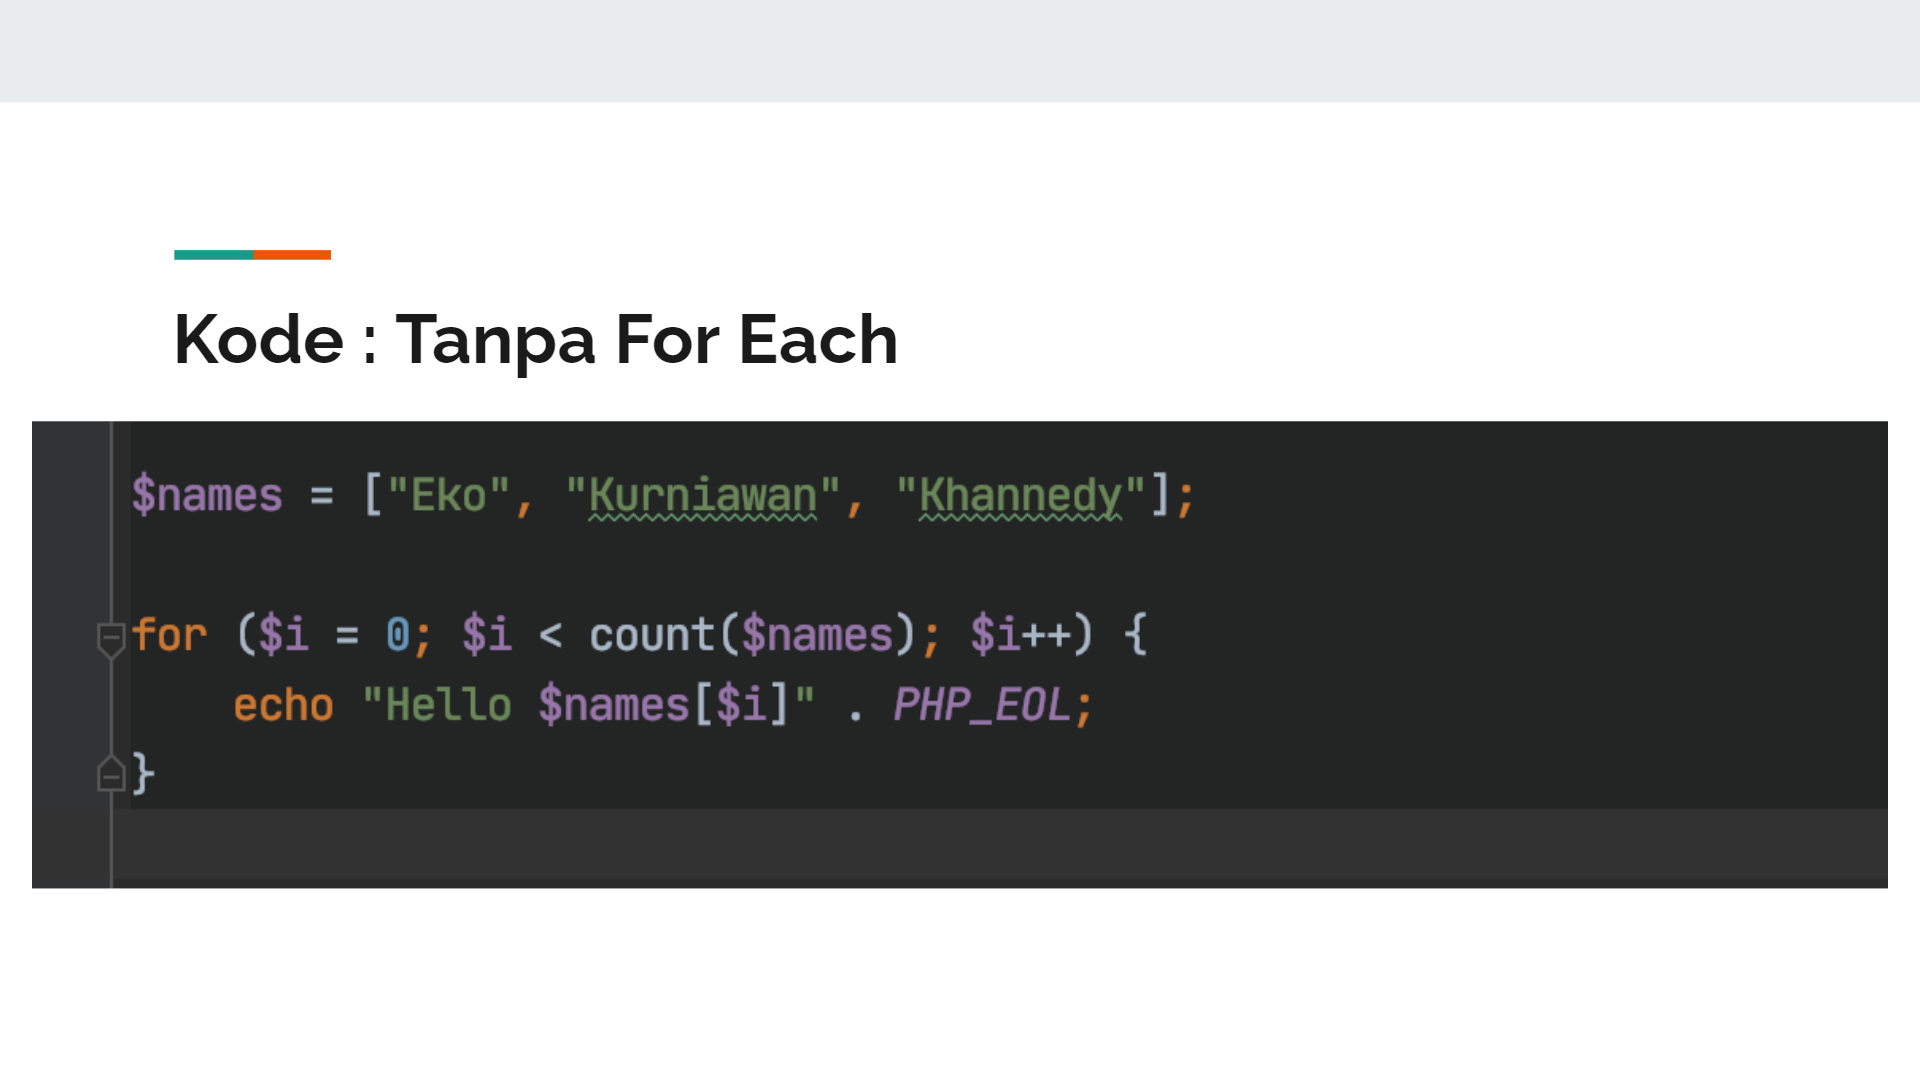 Kode : Tanpa For Each
$names = ["Eko", "Kurniawan", "Khannedy"];
for ($i = 0; $i < count($names); $i++) {
    echo "Hello $names[$i]" . PHP_EOL;
}